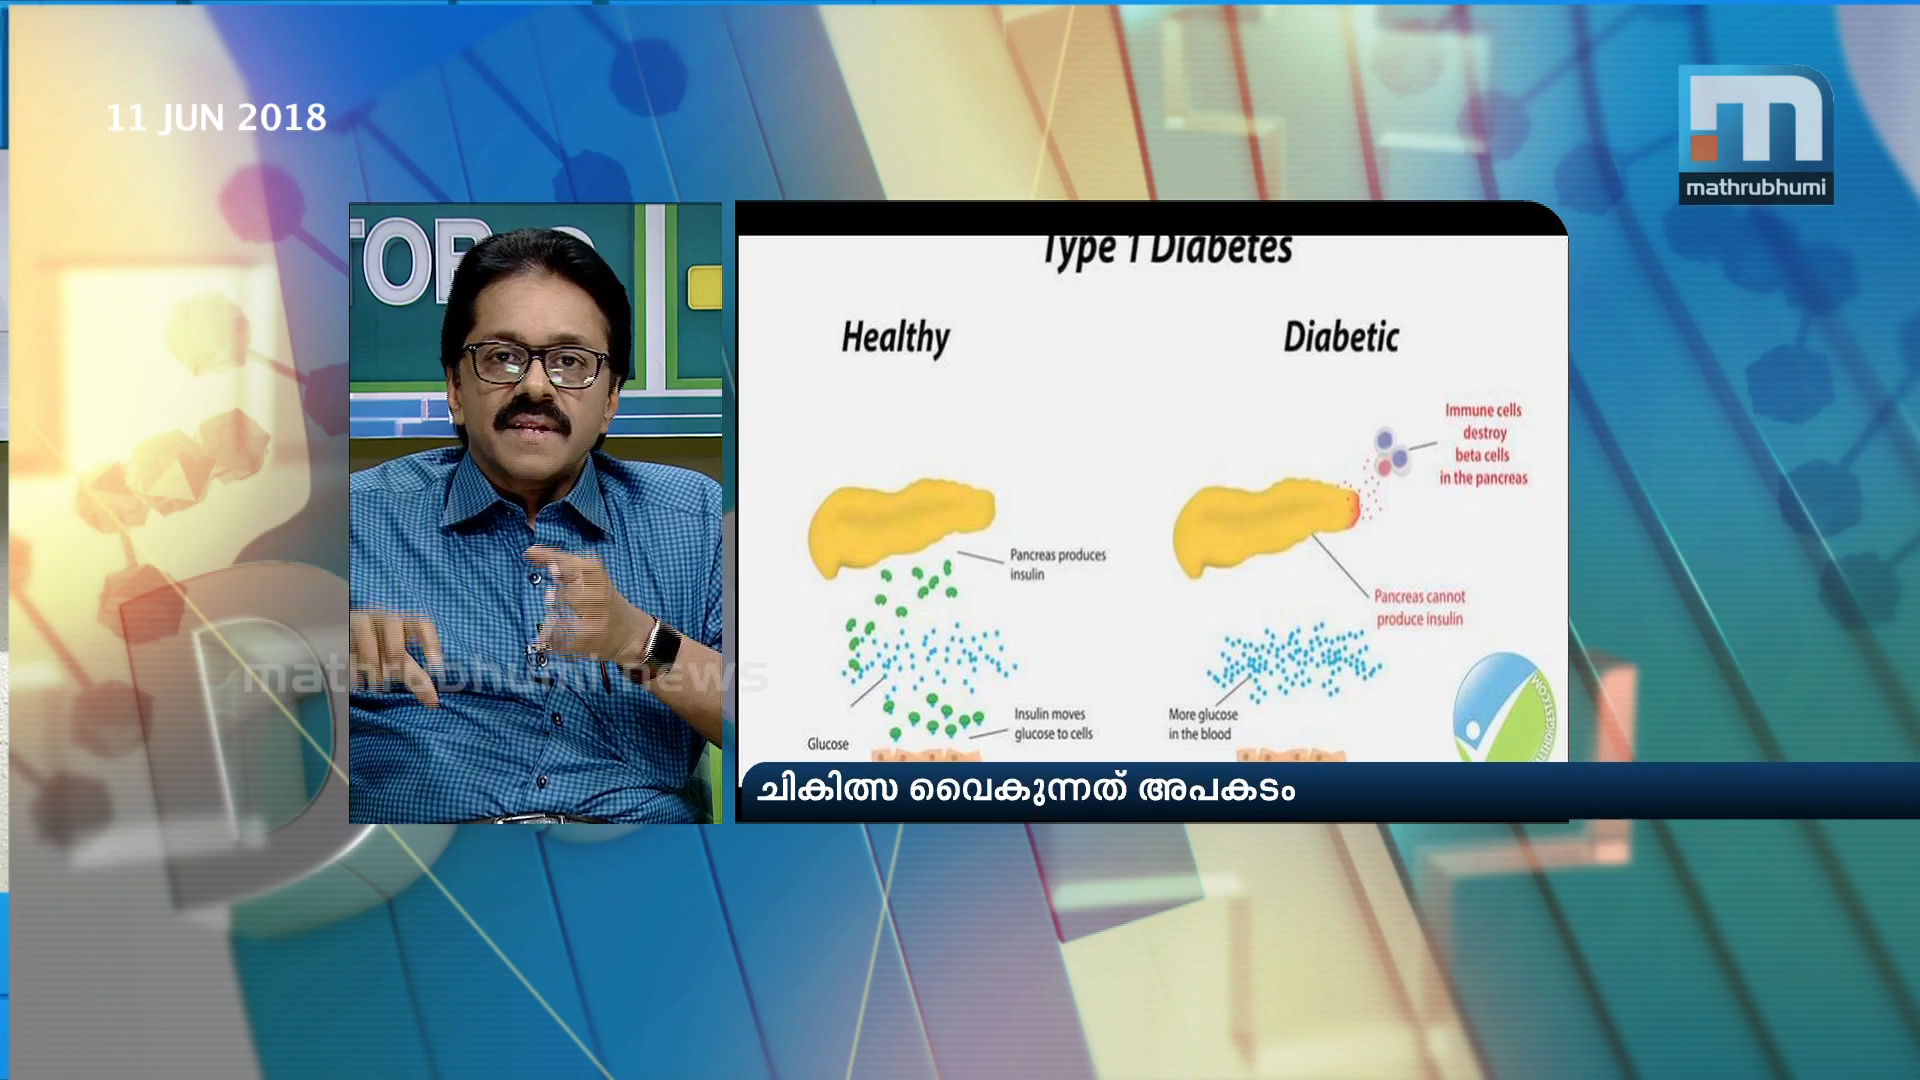 11 JUN 2018
mathrubhumi
TOR
Type 1 Diabetes
Healthy
Diabetic
Immune cells
destroy
beta cells
in the pancreas
Pancreas produces
insulin
Pancreas cannot
produce insulin
Insulin moves
glucose to cells
Glucose
More glucose
in the blood
mathrubhumi news
ചികിത്സ വൈകുന്നത് അപകടം
D